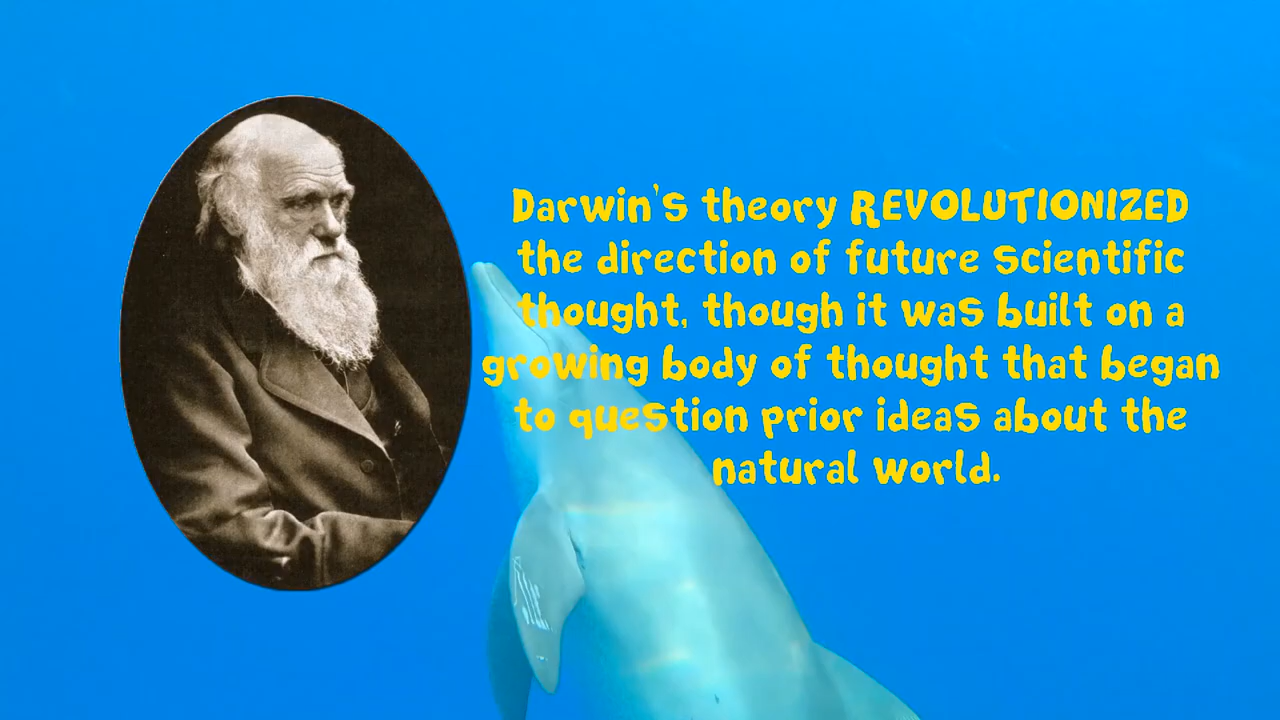 Darwin's theory REVOLUTIONIZED
the direction of future scientific
thought, though it was built on a
growing body of thought that began
to question prior ideas about the
natural world.